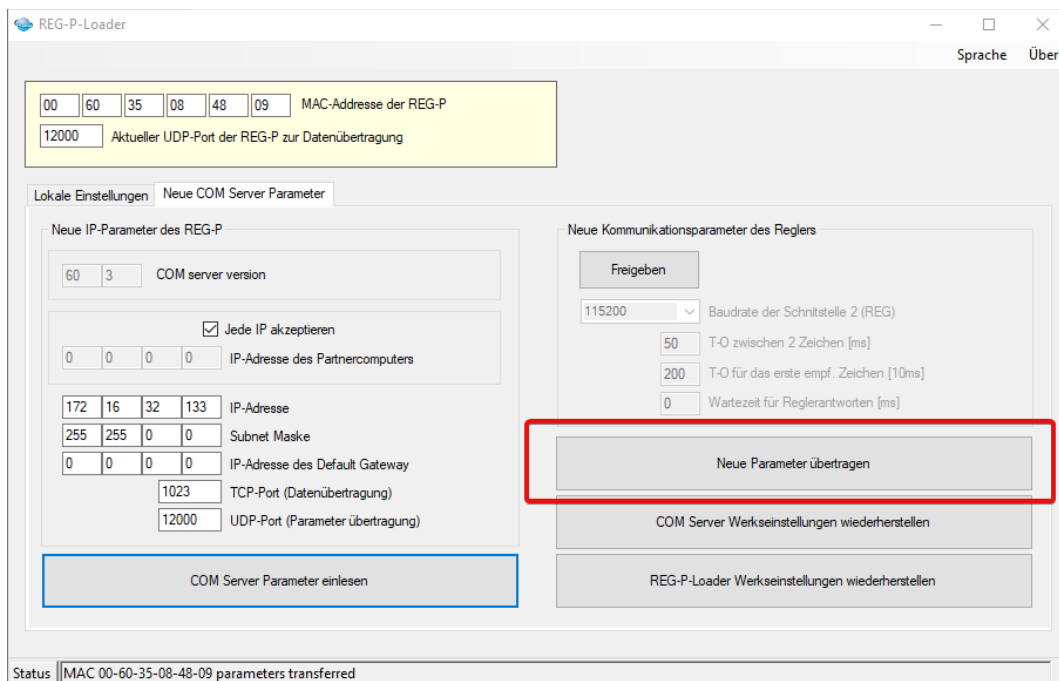 REG-P-Loader
Sprache Über
00 60 35 08 48 09 MAC-Addresse der REG-P
12000 Aktueller UDP-Port der REG-P zur Datenübertragung
Lokale Einstellungen Neue COM Server Parameter
Neue IP-Parameter des REG-P
60 3 COM server version
Jede IP akzeptieren
0 0 0 0 IP-Adresse des Partnercomputers
172 16 32 133 IP-Adresse
255 255 0 0 Subnet Maske
0 0 0 0 IP-Adresse des Default Gateway
1023 TCP-Port (Datenübertragung)
12000 UDP-Port (Parameter übertragung)
COM Server Parameter einlesen
Neue Kommunikationsparameter des Reglers
Freigeben
115200 Baudrate der Schnitstelle 2 (REG)
50 T-O zwischen 2 Zeichen [ms]
200 T-O für das erste empf. Zeichen [10ms]
0 Wartezeit für Reglerantworten [ms]
Neue Parameter übertragen
COM Server Werkseinstellungen wiederherstellen
REG-P-Loader Werkseinstellungen wiederherstellen
Status MAC 00-60-35-08-48-09 parameters transferred